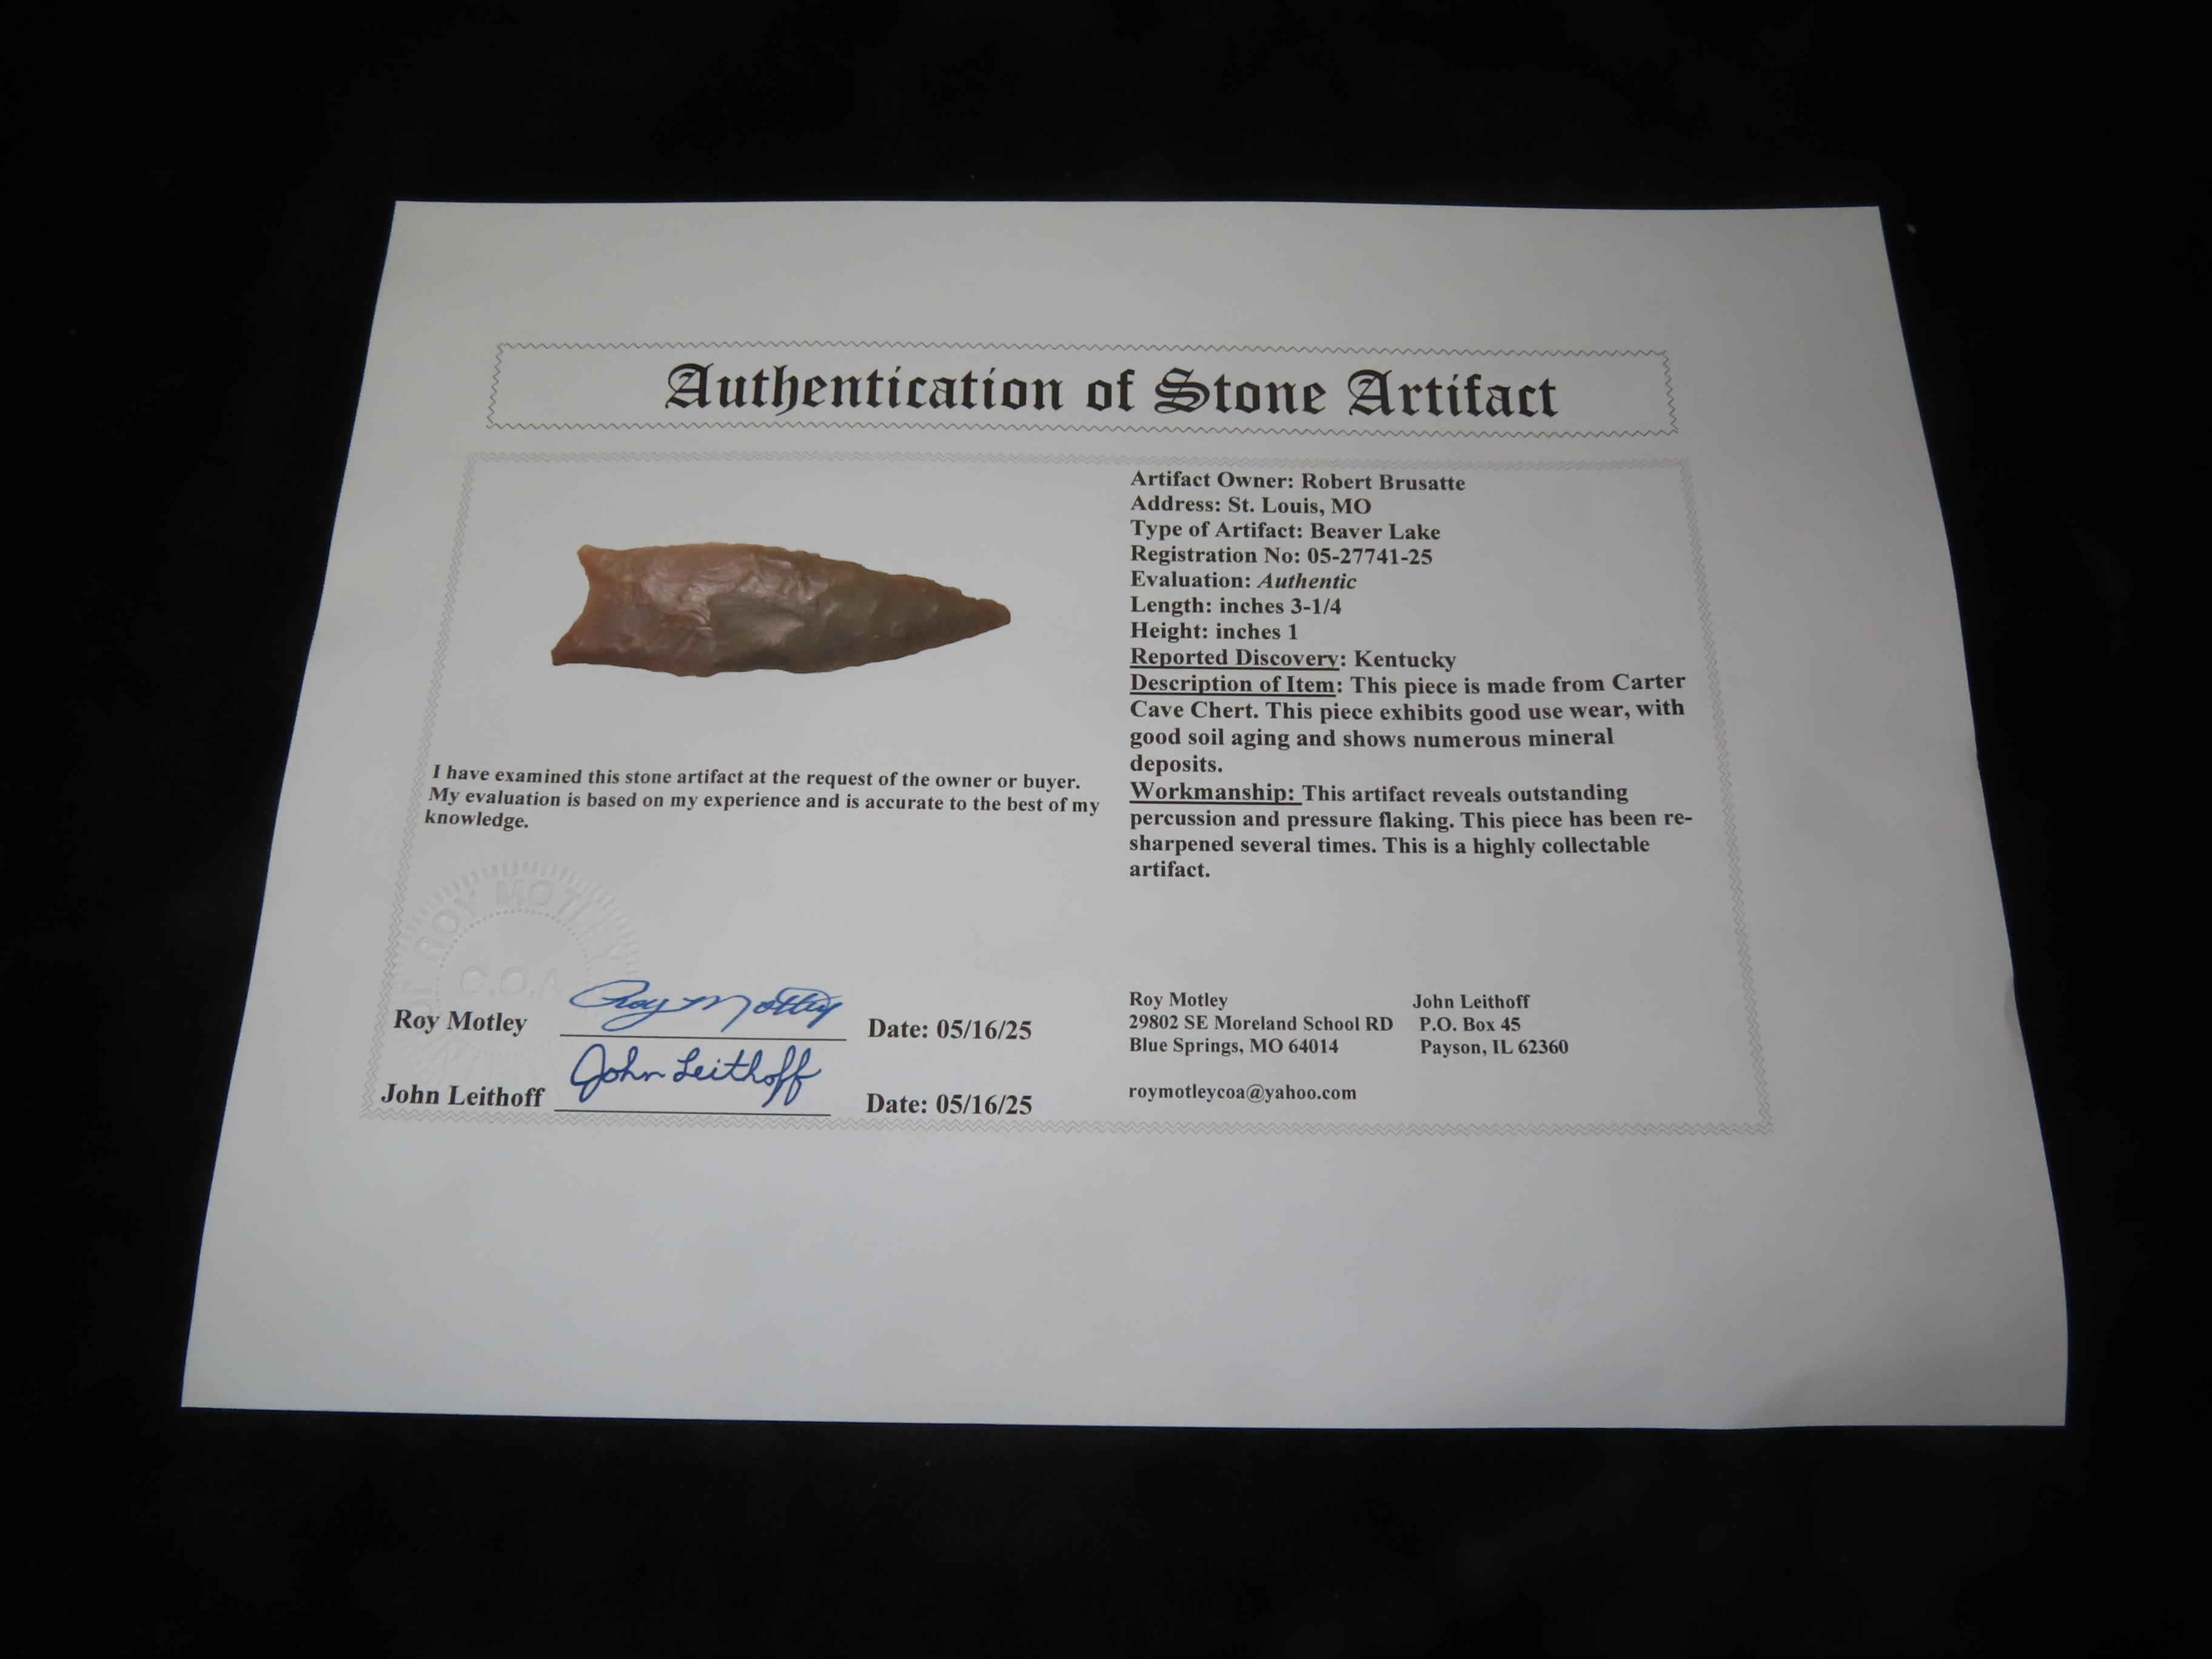 Authentication of Stone Artifact
Artifact Owner: Robert Brusatte
Address: St. Louis, MO
Type of Artifact: Beaver Lake
Registration No: 05-27741-25
Evaluation: Authentic
Length: inches 3-1/4
Height: inches 1
Reported Discovery: Kentucky
Description of Item: This piece is made from Carter
Cave Chert. This piece exhibits good use wear, with
good soil aging and shows numerous mineral
deposits.
Workmanship: This artifact reveals outstanding
percussion and pressure flaking. This piece has been re-
sharpened several times. This is a highly collectable
artifact.
I have examined this stone artifact at the request of the owner or buyer.
My evaluation is based on my experience and is accurate to the best of my
knowledge.
OF ROY MOTLEY
C.O.A
Roy Motley Roy Motley Date: 05/16/25
John Leithoff John Leithoff Date: 05/16/25
Roy Motley John Leithoff
29802 SE Moreland School RD P.O. Box 45
Blue Springs, MO 64014 Payson, IL 62360
roymotleycoa@yahoo.com